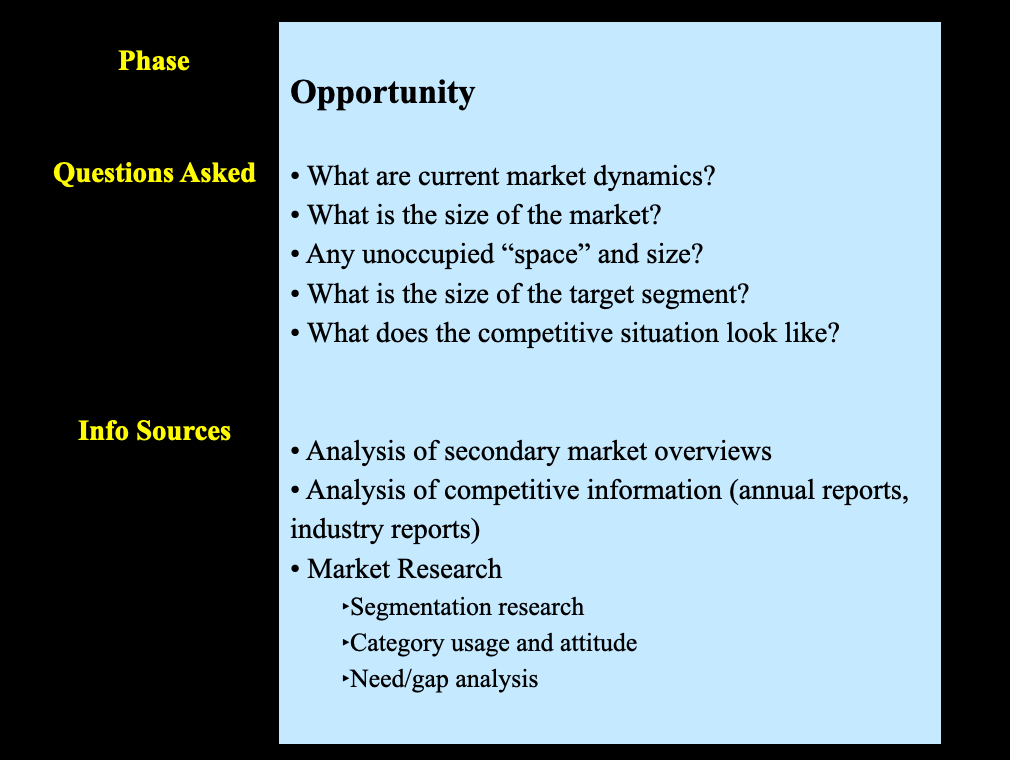 Phase
Opportunity
Questions Asked
• What are current market dynamics?
• What is the size of the market?
• Any unoccupied “space” and size?
• What is the size of the target segment?
• What does the competitive situation look like?
Info Sources
• Analysis of secondary market overviews
• Analysis of competitive information (annual reports,
industry reports)
• Market Research
‣Segmentation research
‣Category usage and attitude
‣Need/gap analysis